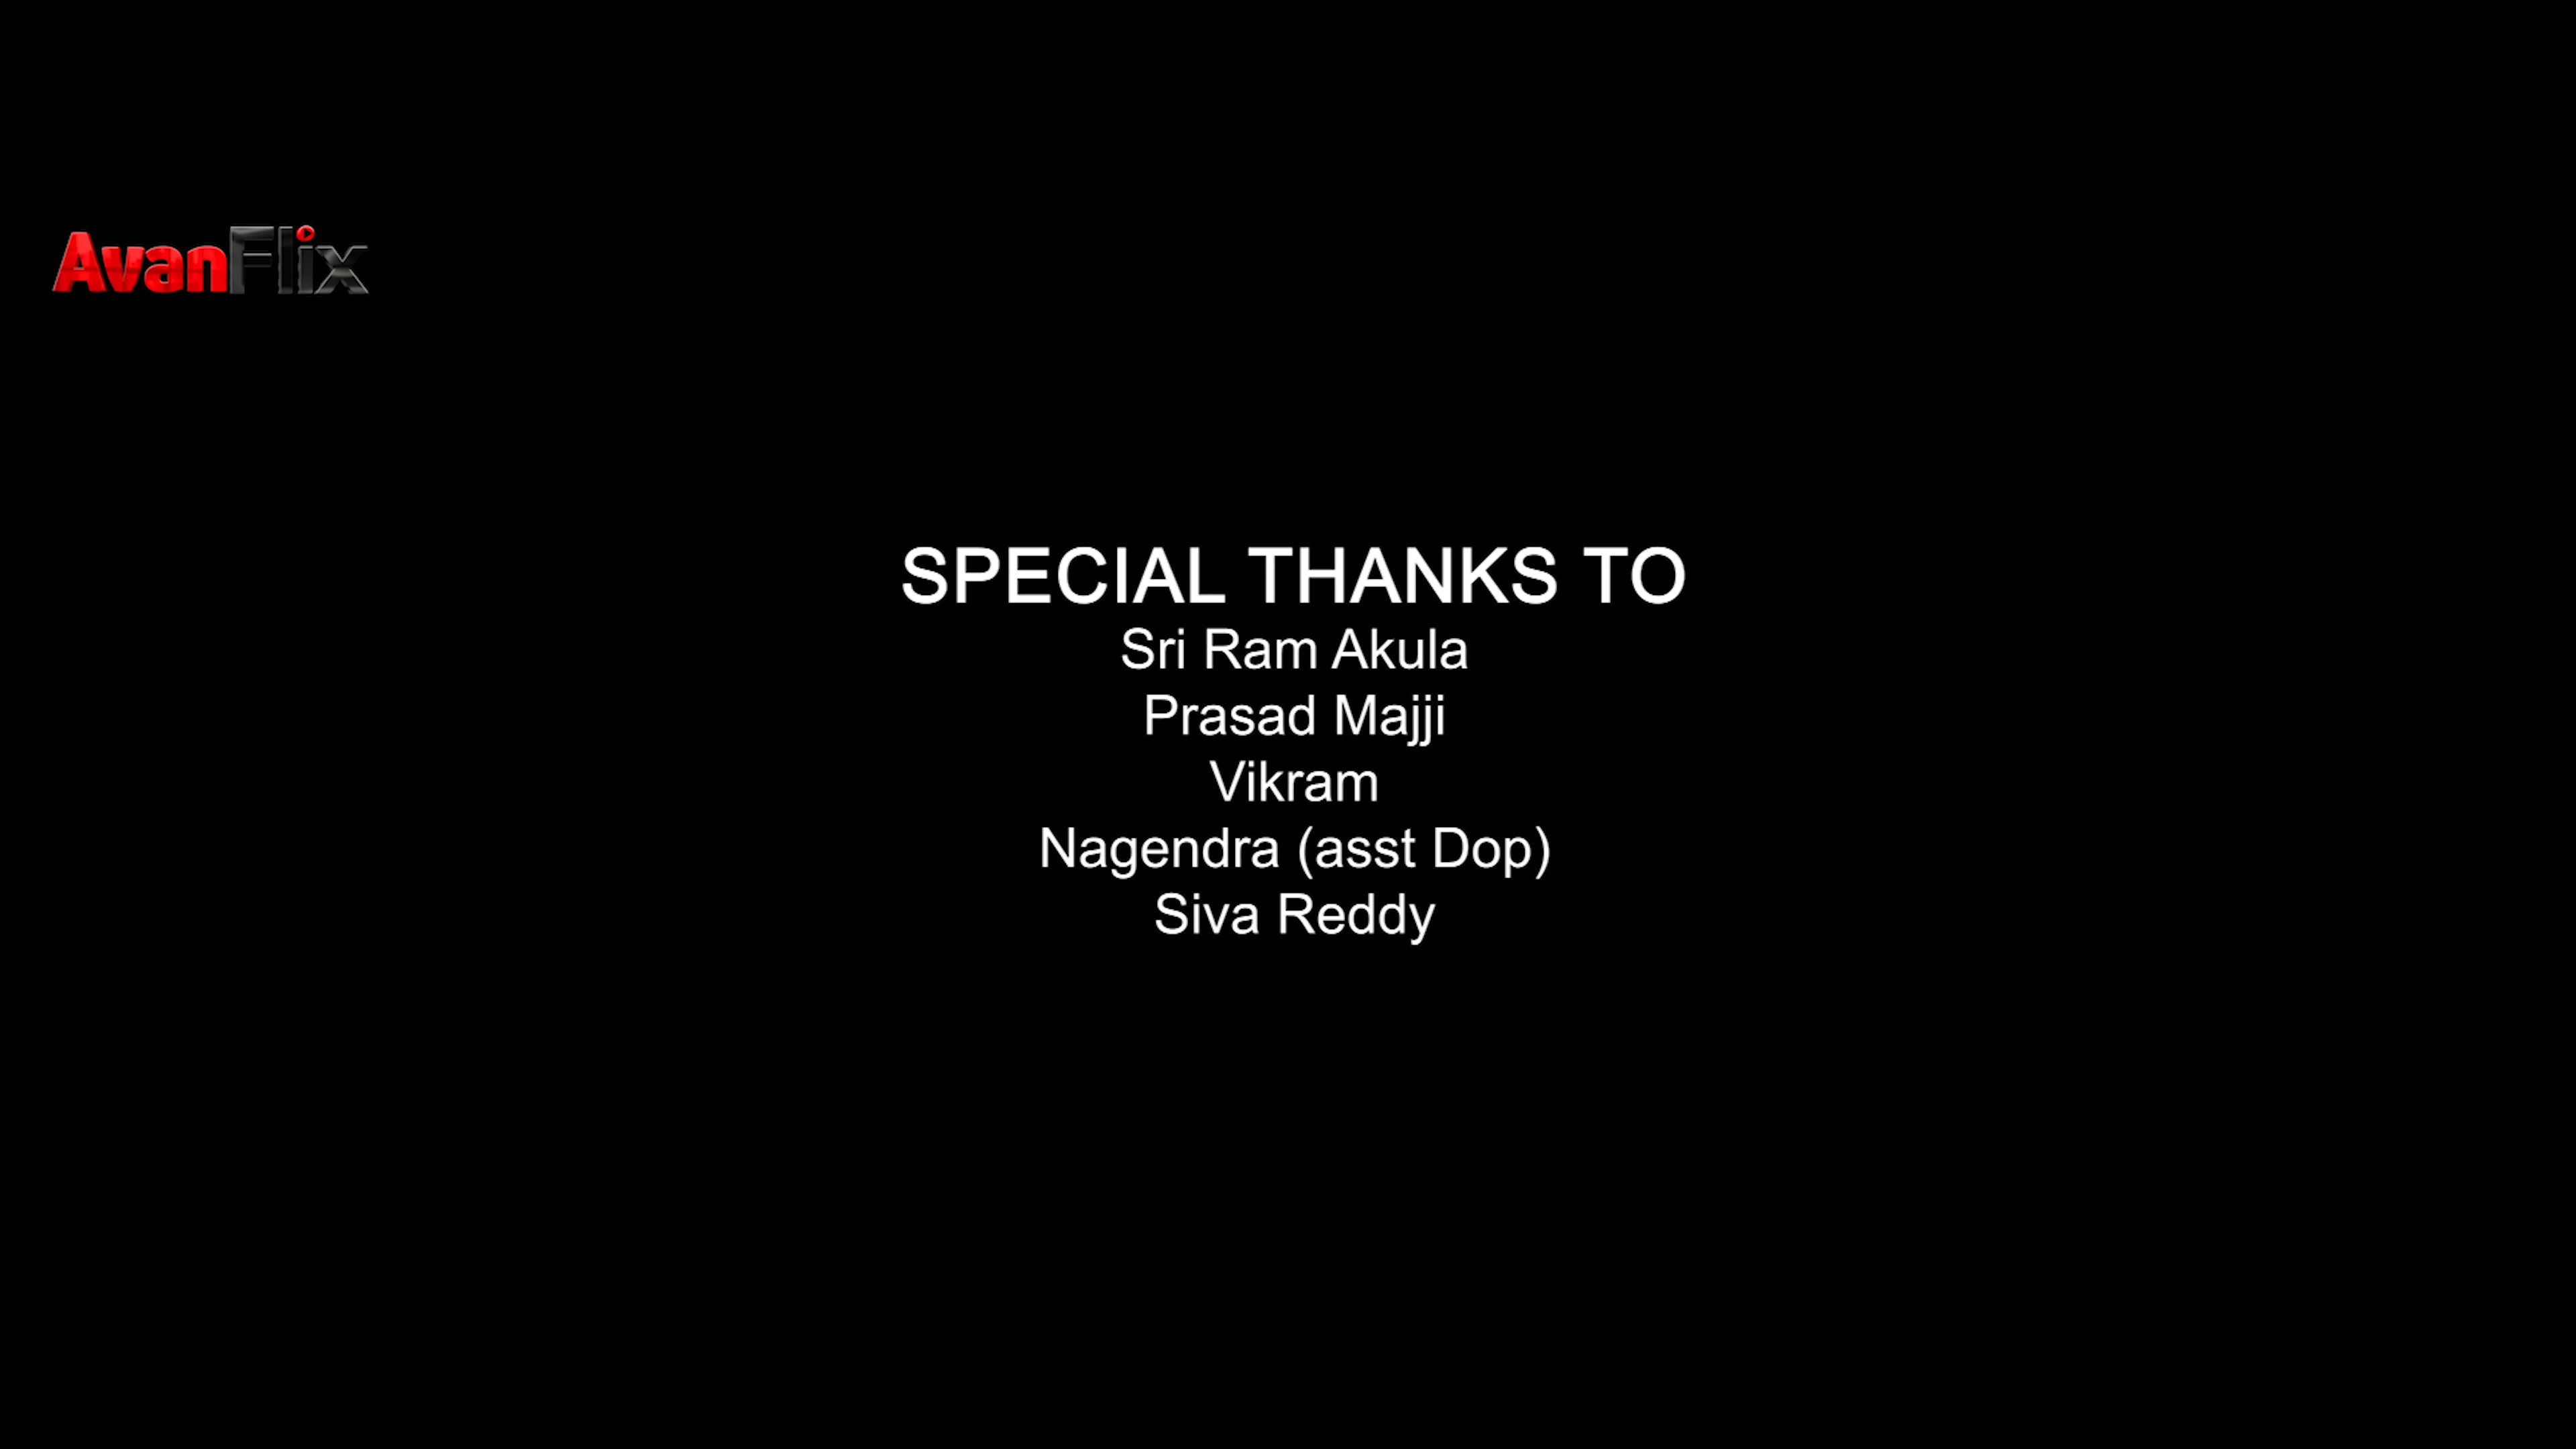 AvanFlix
SPECIAL THANKS TO
Sri Ram Akula
Prasad Majji
Vikram
Nagendra (asst Dop)
Siva Reddy